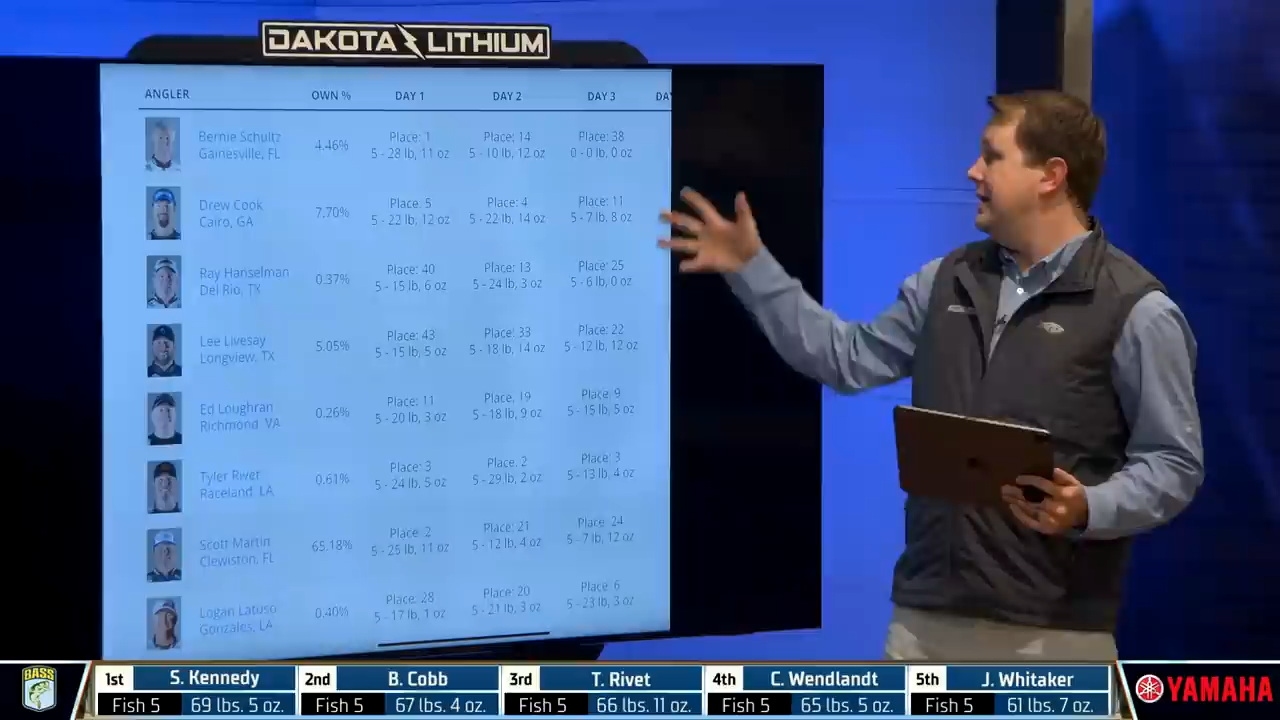 DAKOTA LITHIUM
ANGLER OWN % DAY 1 DAY 2 DAY 3 DA
Bernie Schultz
Gainesville, FL
4.46%
Place: 1
5 - 28 lb, 11 oz
Place: 14
5 - 10 lb, 12 oz
Place: 38
0 - 0 lb, 0 oz
Drew Cook
Cairo, GA
7.70%
Place: 5
5 - 22 lb, 12 oz
Place: 4
5 - 22 lb, 14 oz
Place: 11
5 - 7 lb, 8 oz
Ray Hanselman
Del Rio, TX
0.37%
Place: 40
5 - 15 lb, 6 oz
Place: 13
5 - 24 lb, 3 oz
Place: 25
5 - 6 lb, 0 oz
Lee Livesay
Longview, TX
5.05%
Place: 43
5 - 15 lb, 5 oz
Place: 33
5 - 18 lb, 14 oz
Place: 22
5 - 12 lb, 12 oz
Ed Loughran
Richmond, VA
0.26%
Place: 11
5 - 20 lb, 3 oz
Place: 19
5 - 18 lb, 9 oz
Place: 9
5 - 15 lb, 5 oz
Tyler Rivet
Raceland, LA
0.61%
Place: 3
5 - 24 lb, 5 oz
Place: 2
5 - 29 lb, 2 oz
Place: 3
5 - 13 lb, 4 oz
Scott Martin
Clewiston, FL
65.18%
Place: 2
5 - 25 lb, 11 oz
Place: 21
5 - 12 lb, 4 oz
Place: 24
5 - 7 lb, 12 oz
Logan Latuso
Gonzales, LA
0.40%
Place: 28
5 - 17 lb, 1 oz
Place: 20
5 - 21 lb, 3 oz
Place: 6
5 - 23 lb, 3 oz
BASS
1st S. Kennedy
Fish 5 69 lbs. 5 oz.
2nd B. Cobb
Fish 5 67 lbs. 4 oz.
3rd T. Rivet
Fish 5 66 lbs. 11 oz.
4th C. Wendlandt
Fish 5 65 lbs. 5 oz.
5th J. Whitaker
Fish 5 61 lbs. 7 oz.
YAMAHA